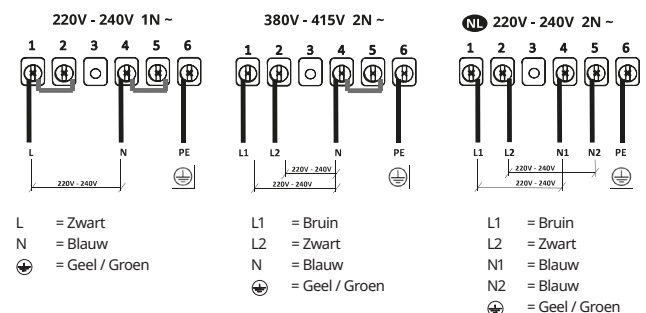 220V - 240V 1N ~
1 2 3 4 5 6
L N PE
220V - 240V
L = Zwart
N = Blauw
= Geel / Groen
380V - 415V 2N ~
1 2 3 4 5 6
L1 L2 N PE
220V - 240V
220V - 240V
L1 = Bruin
L2 = Zwart
N = Blauw
= Geel / Groen
NL 220V - 240V 2N ~
1 2 3 4 5 6
L1 L2 N1 N2 PE
220V - 240V
220V - 240V
L1 = Bruin
L2 = Zwart
N1 = Blauw
N2 = Blauw
= Geel / Groen